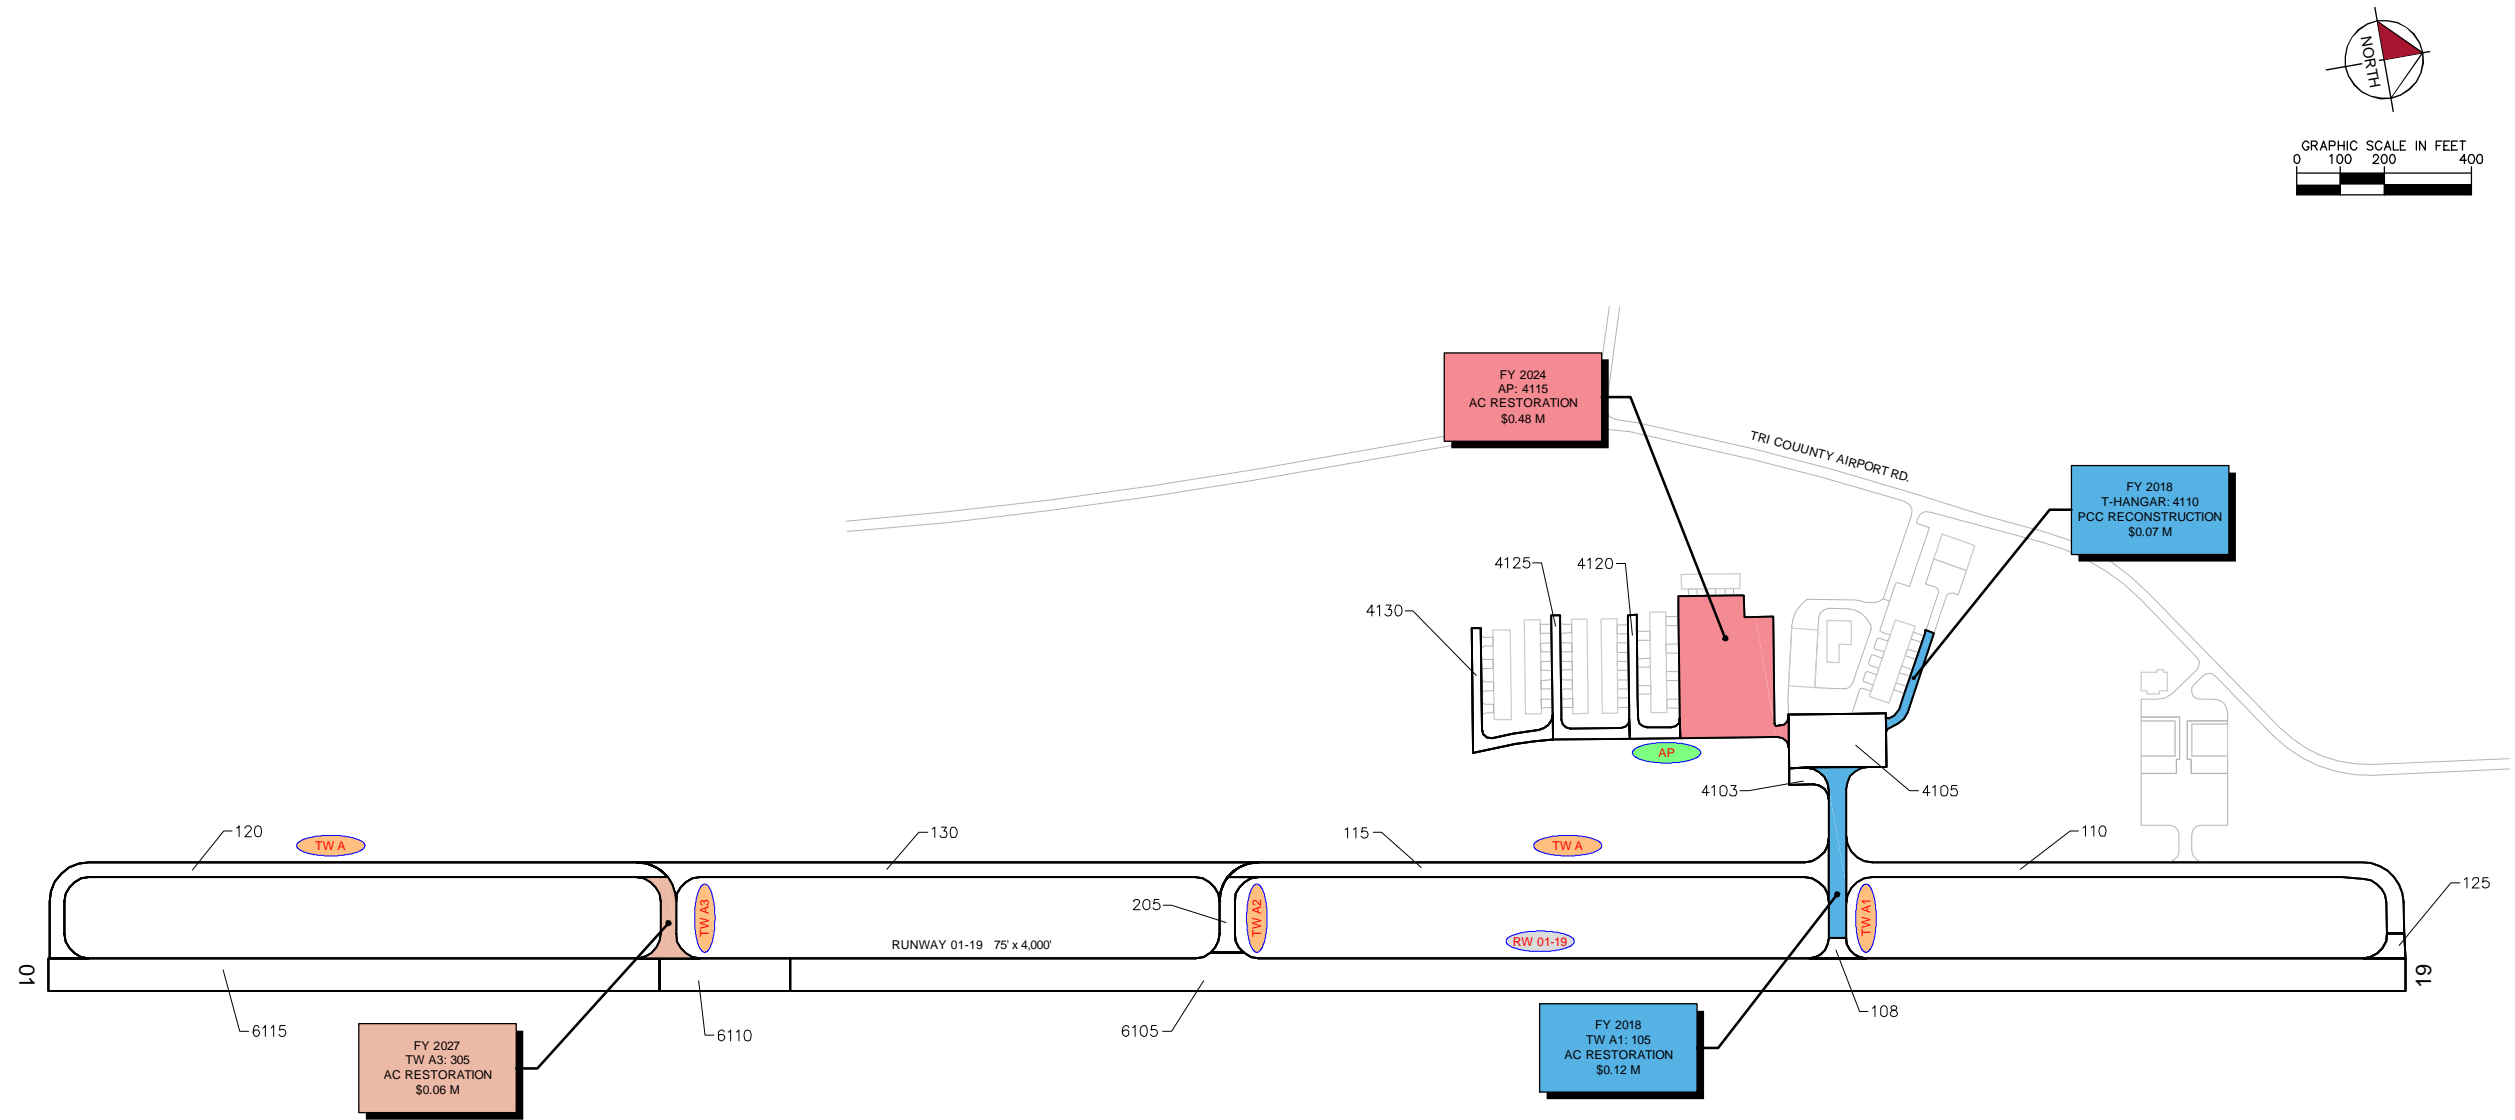 NORTH
GRAPHIC SCALE IN FEET
0 100 200 400
FY 2024
AP: 4115
AC RESTORATION
$0.48 M
TRI COUUNTY AIRPORT RD.
FY 2018
T-HANGAR: 4110
PCC RECONSTRUCTION
$0.07 M
4125
4120
4130
AP
4103
4105
120
TW A
130
115
TW A
110
125
TW A3
205
TW A2
TW A1
RUNWAY 01-19 75' x 4,000'
RW 01-19
01
19
6115
6110
6105
108
FY 2027
TW A3: 305
AC RESTORATION
$0.06 M
FY 2018
TW A1: 105
AC RESTORATION
$0.12 M